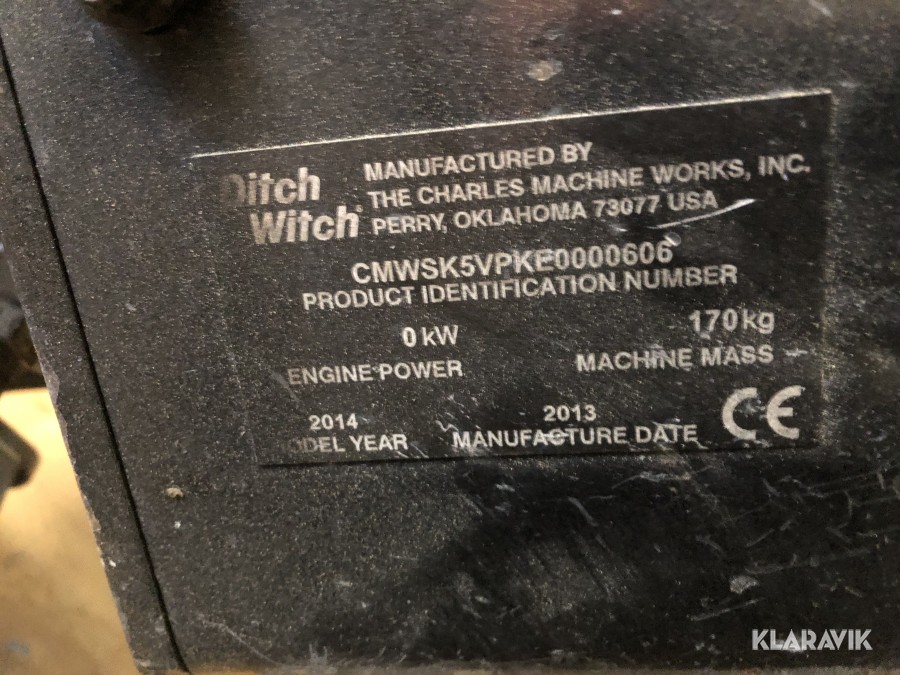 Ditch
Witch®
MANUFACTURED BY
THE CHARLES MACHINE WORKS, INC.
PERRY, OKLAHOMA 73077 USA
CMWSK5VPKE0000606
PRODUCT IDENTIFICATION NUMBER
0 kW
170 kg
ENGINE POWER
MACHINE MASS
2014
2013
MODEL YEAR
MANUFACTURE DATE
CE
KLARAVIK